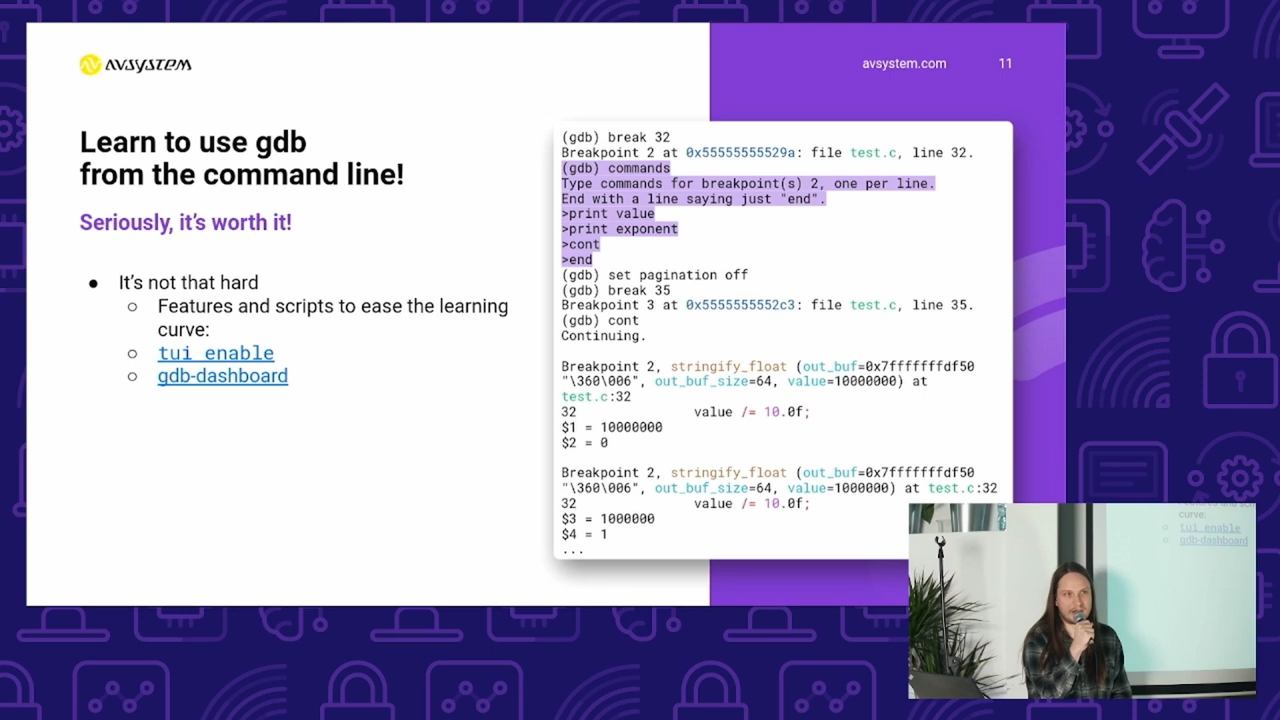 AVSYSTEM
avsystem.com
11
Learn to use gdb
from the command line!
Seriously, it's worth it!
● It's not that hard
○ Features and scripts to ease the learning
curve:
○ tui enable
○ gdb-dashboard
(gdb) break 32
Breakpoint 2 at 0x55555555529a: file test.c, line 32.
(gdb) commands
Type commands for breakpoint(s) 2, one per line.
End with a line saying just "end".
>print value
>print exponent
>cont
>end
(gdb) set pagination off
(gdb) break 35
Breakpoint 3 at 0x5555555552c3: file test.c, line 35.
(gdb) cont
Continuing.
Breakpoint 2, stringify_float (out_buf=0x7fffffffdf50
"\360\006", out_buf_size=64, value=10000000) at
test.c:32
32 value /= 10.0f;
$1 = 10000000
$2 = 0
Breakpoint 2, stringify_float (out_buf=0x7fffffffdf50
"\360\006", out_buf_size=64, value=1000000) at test.c:32
32 value /= 10.0f;
$3 = 1000000
$4 = 1
...
curve:
○ tui enable
○ gdb-dashboard